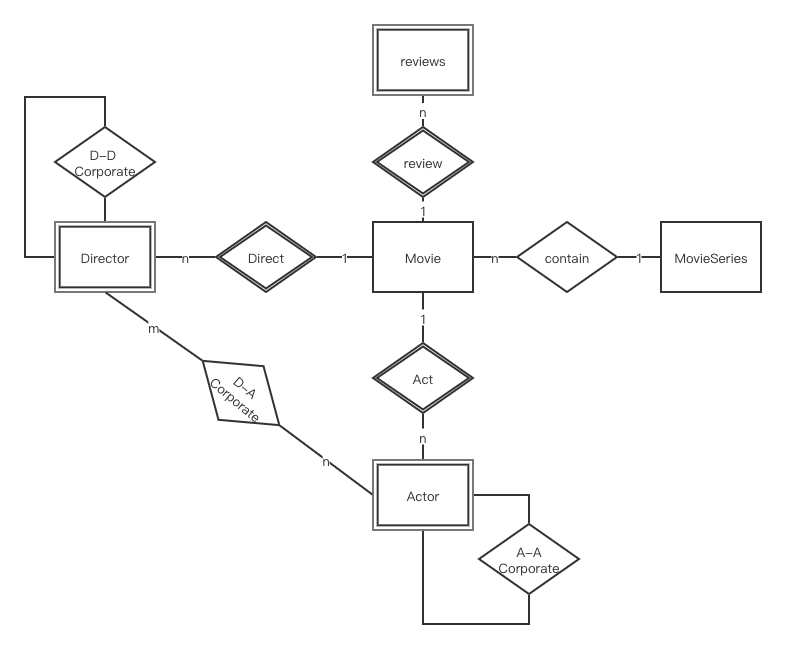 reviews
n
D-D
Corporate
review
1
Director
n
Direct
1
Movie
n
contain
1
MovieSeries
m
1
D-A
Corporate
Act
n
n
Actor
A-A
Corporate